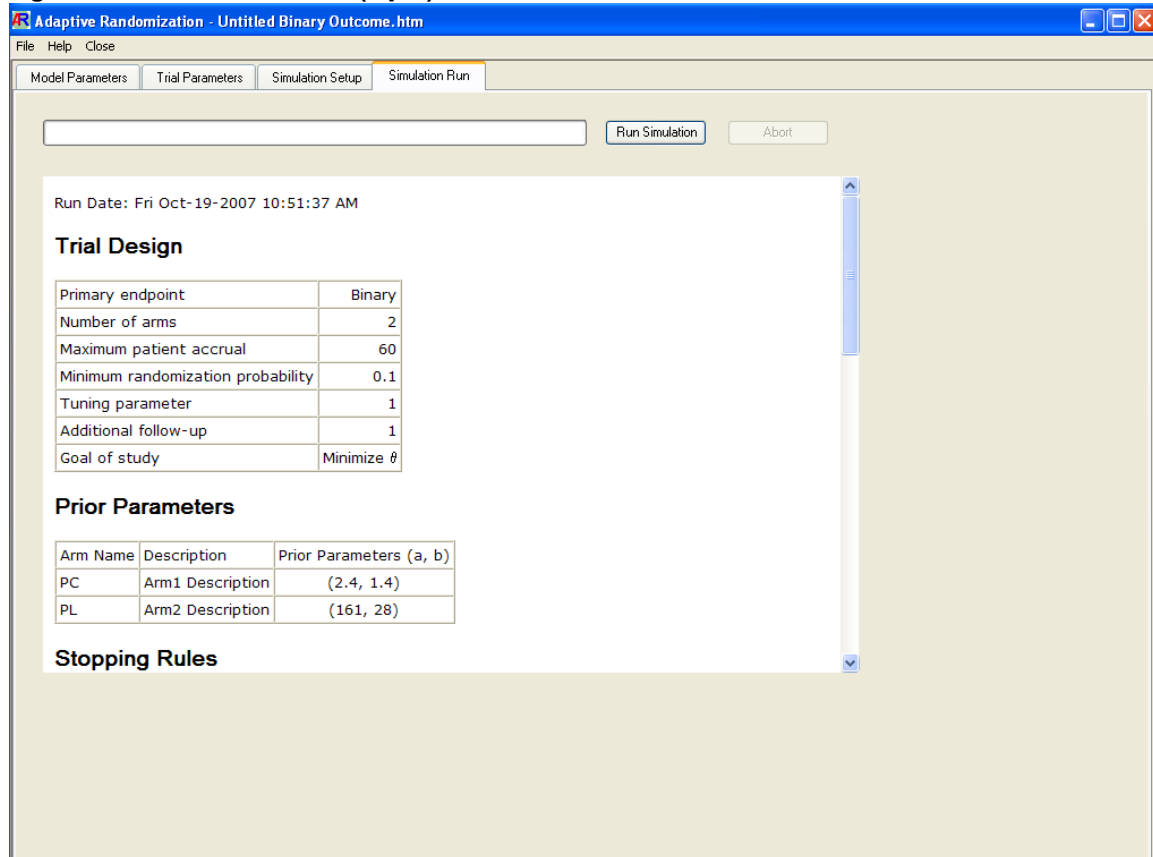 Adaptive Randomization - Untitled Binary Outcome.htm
File Help Close
Model Parameters Trial Parameters Simulation Setup Simulation Run
Run Simulation Abort
Run Date: Fri Oct-19-2007 10:51:37 AM
Trial Design
Primary endpoint Binary
Number of arms 2
Maximum patient accrual 60
Minimum randomization probability 0.1
Tuning parameter 1
Additional follow-up 1
Goal of study Minimize θ
Prior Parameters
Arm Name Description Prior Parameters (a, b)
PC Arm1 Description (2.4, 1.4)
PL Arm2 Description (161, 28)
Stopping Rules